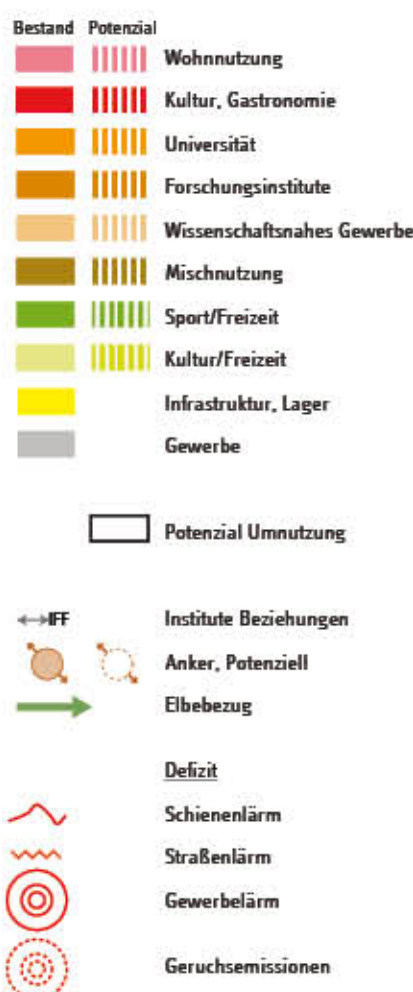 Bestand Potenzial
Wohnnutzung
Kultur, Gastronomie
Universität
Forschungsinstitute
Wissenschaftsnahes Gewerbe
Mischnutzung
Sport/Freizeit
Kultur/Freizeit
Infrastruktur, Lager
Gewerbe
Potenzial Umnutzung
IFF Institute Beziehungen
Anker, Potenziell
Elbebezug
Defizit
Schienenlärm
Straßenlärm
Gewerbelärm
Geruchsemissionen